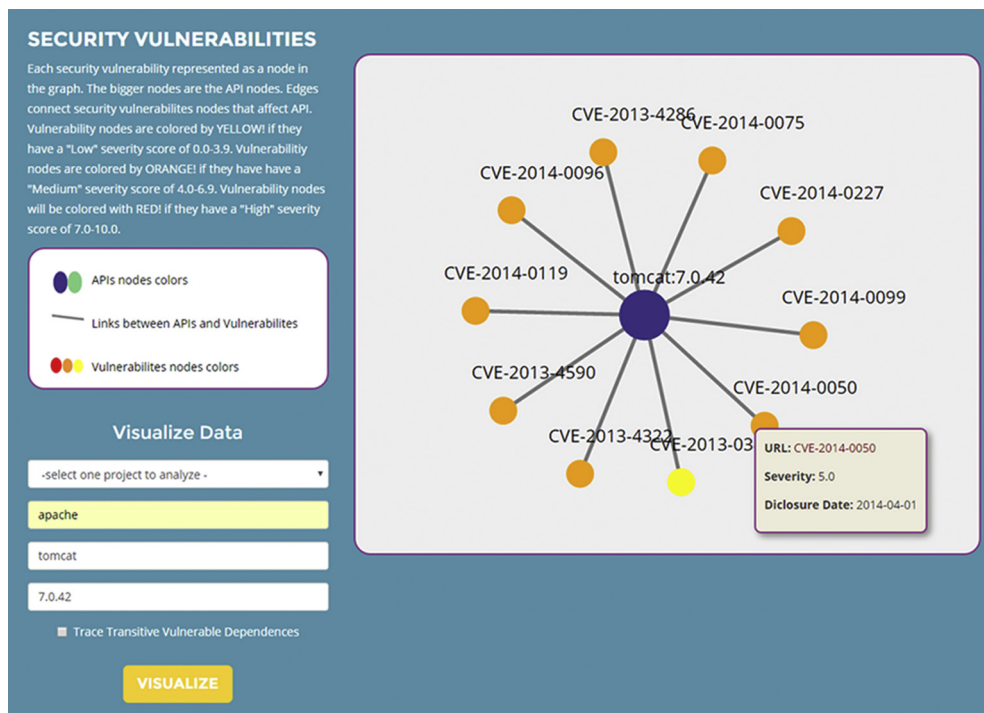 SECURITY VULNERABILITIES
Each security vulnerability represented as a node in
the graph. The bigger nodes are the API nodes. Edges
connect security vulnerabilites nodes that affect API.
Vulnerability nodes are colored by YELLOW! if they
have a "Low" severity score of 0.0-3.9. Vulnerabilitiy
nodes are colored by ORANGE! if they have have a
"Medium" severity score of 4.0-6.9. Vulnerability nodes
will be colored with RED! if they have a "High" severity
score of 7.0-10.0.
APIs nodes colors
Links between APIs and Vulnerabilites
Vulnerabilites nodes colors
Visualize Data
-select one project to analyze -
apache
tomcat
7.0.42
Trace Transitive Vulnerable Dependences
VISUALIZE
CVE-2013-4286
CVE-2014-0075
CVE-2014-0096
CVE-2014-0227
CVE-2014-0119
tomcat:7.0.42
CVE-2014-0099
CVE-2013-4590
CVE-2014-0050
CVE-2013-4322
CVE-2013-03
URL: CVE-2014-0050
Severity: 5.0
Diclosure Date: 2014-04-01